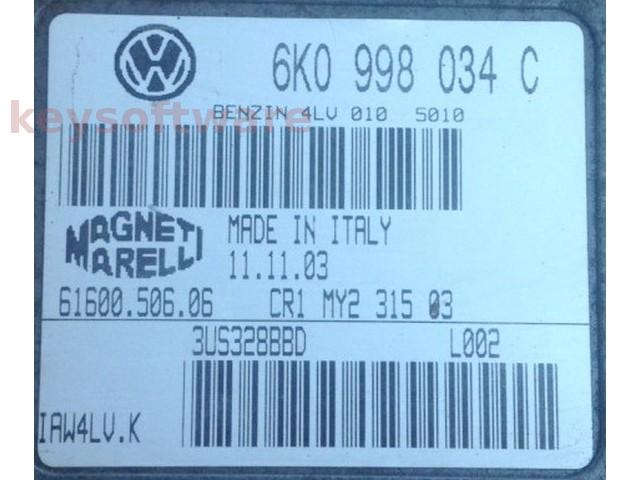 6K0 998 034 C
keysoftware
BENZIN 4LV 010 5010
MAGNETI
MARELLI
MADE IN ITALY
11.11.03
61600.506.06 CR1 MY2 315 03
3US328BBD L002
IAW4LV.K